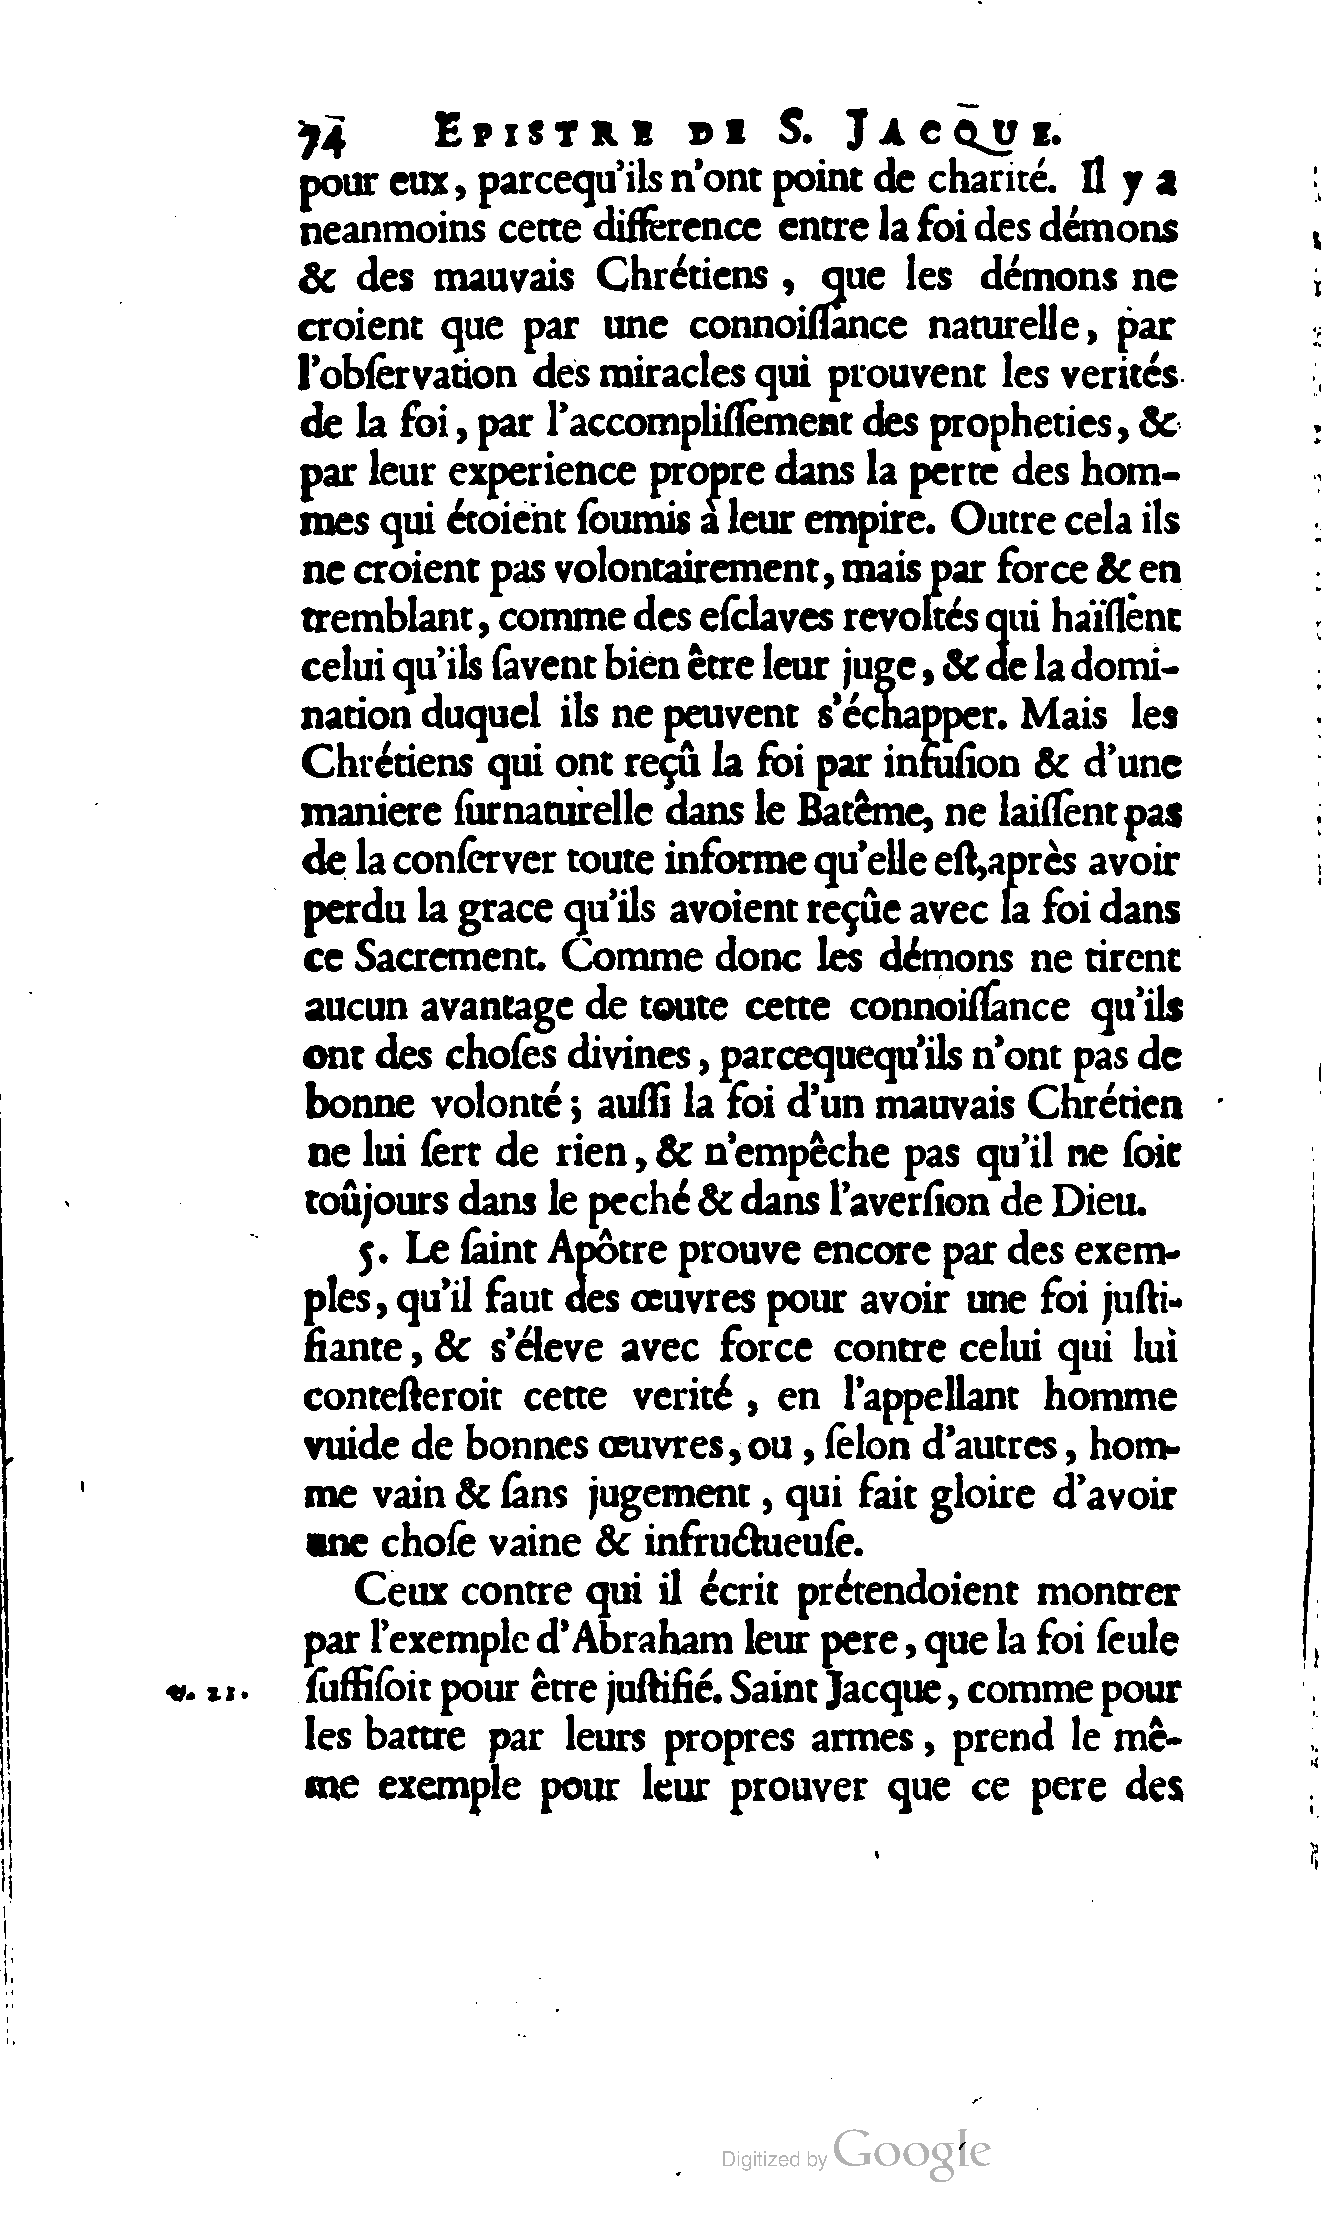 74 EPISTRE DE S. JACQUE.
pour eux, parcequ'ils n'ont point de charité. Il y a
neanmoins cette difference entre la foi des démons
& des mauvais Chrétiens, que les démons ne
croient que par une connoiſſance naturelle, par
l'obſervation des miracles qui prouvent les verités
de la foi, par l'accompliſſement des propheties, &
par leur experience propre dans la perte des hom-
mes qui étoient ſoumis à leur empire. Outre cela ils
ne croient pas volontairement, mais par force & en
tremblant, comme des eſclaves revoltés qui haïſſent
celui qu'ils ſavent bien être leur juge, & de la domi-
nation duquel ils ne peuvent s'échapper. Mais les
Chrétiens qui ont reçû la foi par infuſion & d'une
maniere ſurnaturelle dans le Batême, ne laiſſent pas
de la conſerver toute informe qu'elle eſt, après avoir
perdu la grace qu'ils avoient reçûe avec la foi dans
ce Sacrement. Comme donc les démons ne tirent
aucun avantage de toute cette connoiſſance qu'ils
ont des choſes divines, parcequequ'ils n'ont pas de
bonne volonté; auſſi la foi d'un mauvais Chrétien
ne lui ſert de rien, & n'empêche pas qu'il ne ſoit
toûjours dans le peché & dans l'averſion de Dieu.
5. Le ſaint Apôtre prouve encore par des exem-
ples, qu'il faut des œuvres pour avoir une foi juſti-
fiante, & s'éleve avec force contre celui qui lui
conteſteroit cette verité, en l'appellant homme
vuide de bonnes œuvres, ou, ſelon d'autres, hom-
me vain & ſans jugement, qui fait gloire d'avoir
une choſe vaine & infructueuſe.
Ceux contre qui il écrit prétendoient montrer
par l'exemple d'Abraham leur pere, que la foi ſeule
v. 21. ſuffiſoit pour être juſtifié. Saint Jacque, comme pour
les battre par leurs propres armes, prend le mê-
me exemple pour leur prouver que ce pere des
Digitized by Google